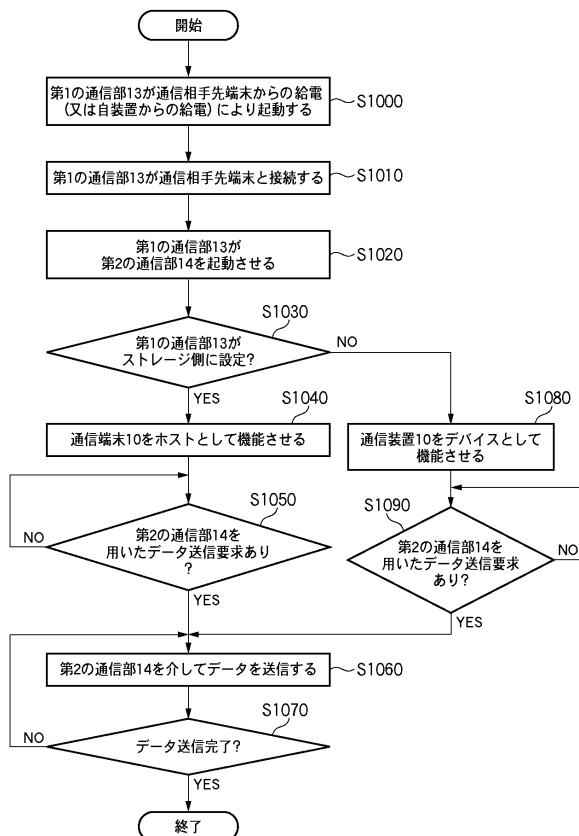 開始
第1の通信部13が通信相手先端末からの給電
(又は自装置からの給電)により起動する
S1000
第1の通信部13が通信相手先端末と接続する
S1010
第1の通信部13が
第2の通信部14を起動させる
S1020
S1030
第1の通信部13が
ストレージ側に設定?
NO
YES
S1040
通信端末10をホストとして機能させる
S1080
通信装置10をデバイスとして
機能させる
S1050
第2の通信部14を
用いたデータ送信要求あり
?
NO
YES
S1090
第2の通信部14を
用いたデータ送信要求
あり?
NO
YES
第2の通信部14を介してデータを送信する
S1060
S1070
データ送信完了?
NO
YES
終了